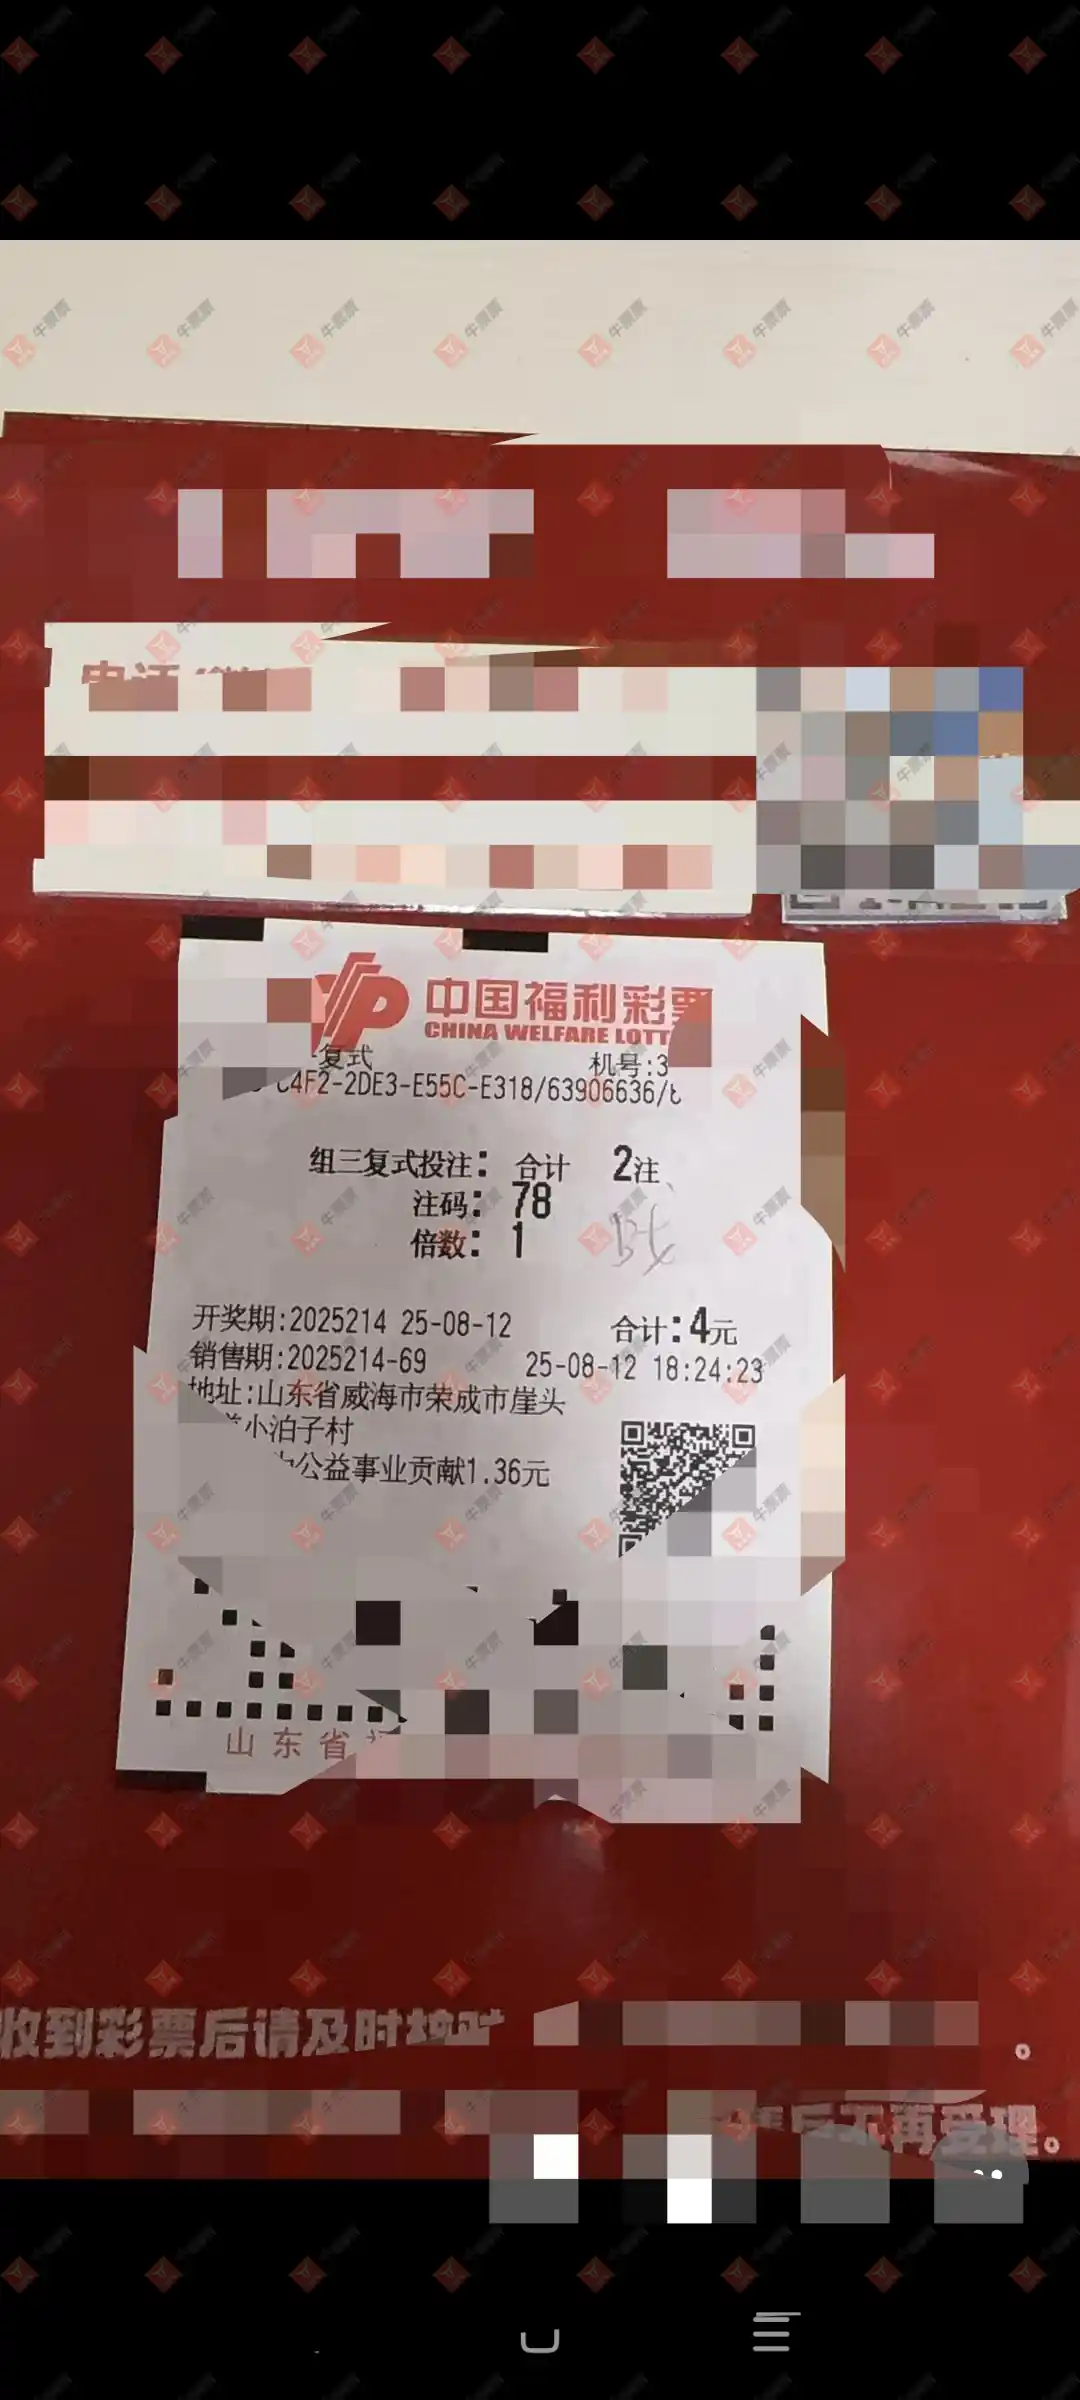 中国福利彩票
CHINA WELFARE LOTT
复式 机号:3
C4F2-2DE3-E55C-E318/63906636/
组三复式投注: 合计 2注
注码: 78
倍数: 1
开奖期:2025214 25-08-12 合计:4元
销售期:2025214-69 25-08-12 18:24:23
地址:山东省威海市荣成市崖头
小泊子村
公益事业贡献1.36元
山东省
收到彩票后请及时
后不再受理。
牛票票